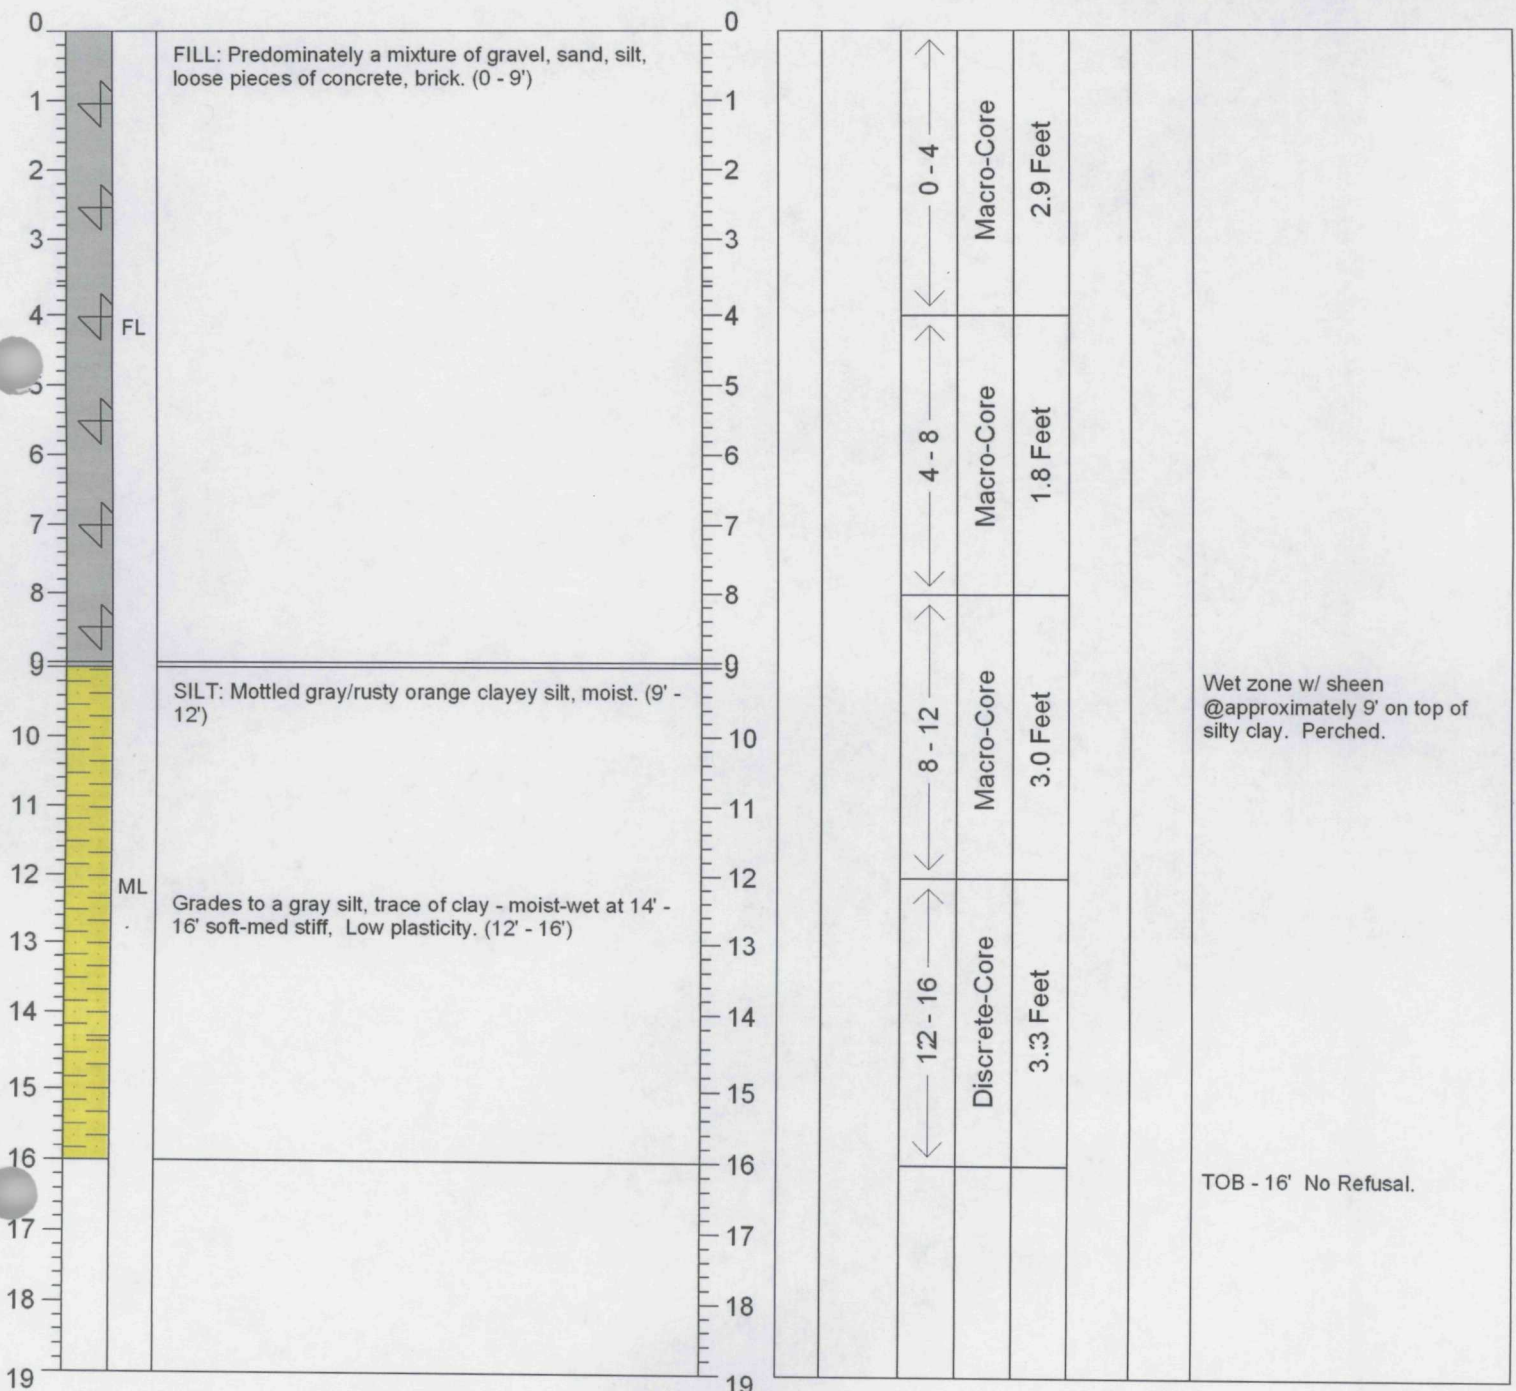 0
1
2
3
4
5
6
7
8
9
10
11
12
13
14
15
16
17
18
19
FL
ML
FILL: Predominately a mixture of gravel, sand, silt,
loose pieces of concrete, brick. (0 - 9')
SILT: Mottled gray/rusty orange clayey silt, moist. (9' -
12')
Grades to a gray silt, trace of clay - moist-wet at 14' -
16' soft-med stiff, Low plasticity. (12' - 16')
0
1
2
3
4
5
6
7
8
9
10
11
12
13
14
15
16
17
18
19
0 - 4
Macro-Core
2.9 Feet
4 - 8
Macro-Core
1.8 Feet
8 - 12
Macro-Core
3.0 Feet
12 - 16
Discrete-Core
3.3 Feet
Wet zone w/ sheen
@approximately 9' on top of
silty clay. Perched.
TOB - 16' No Refusal.